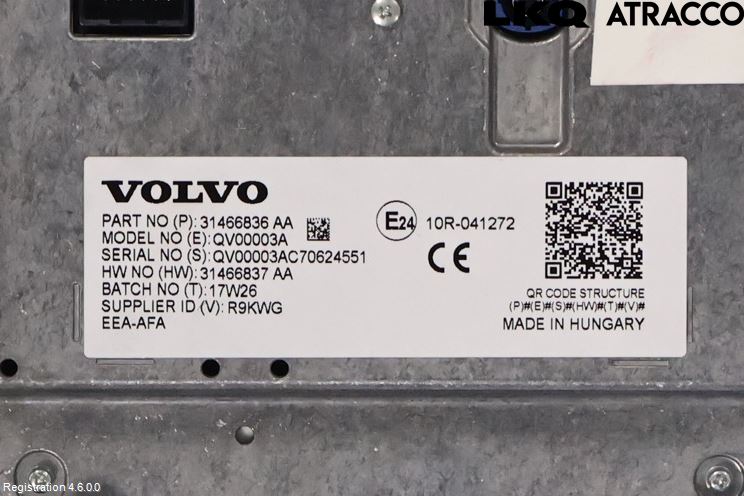 LKQ ATRACCO
VOLVO
PART NO (P): 31466836 AA
MODEL NO (E): QV00003A
SERIAL NO (S): QV00003AC70624551
HW NO (HW): 31466837 AA
BATCH NO (T): 17W26
SUPPLIER ID (V): R9KWG
EEA-AFA
E24 10R-041272
CE
QR CODE STRUCTURE
(P)#(E)#(S)#(HW)#(T)#(V)#
MADE IN HUNGARY
Registration 4.6.0.0